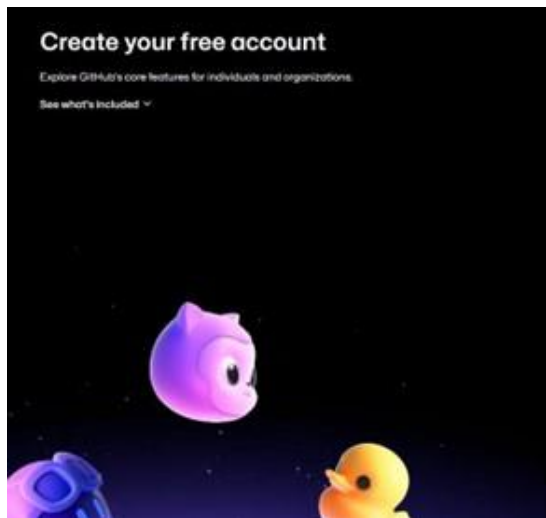 Create your free account
Explore GitHub's core features for individuals and organizations.
See what's included